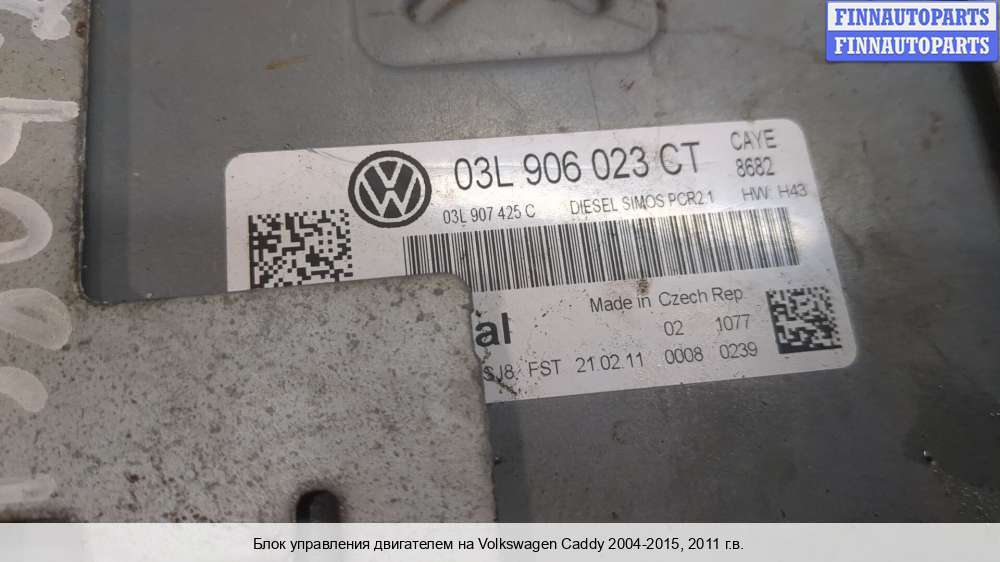 FINNAUTOPARTS
FINNAUTOPARTS
03L 906 023 CT
CAYE
8682
03L 907 425 C DIESEL SIMOS PCR2.1 HW: H43
Made in Czech Rep
al 02 1077
SJ8 FST 21.02.11 0008 0239
Блок управления двигателем на Volkswagen Caddy 2004-2015, 2011 г.в.